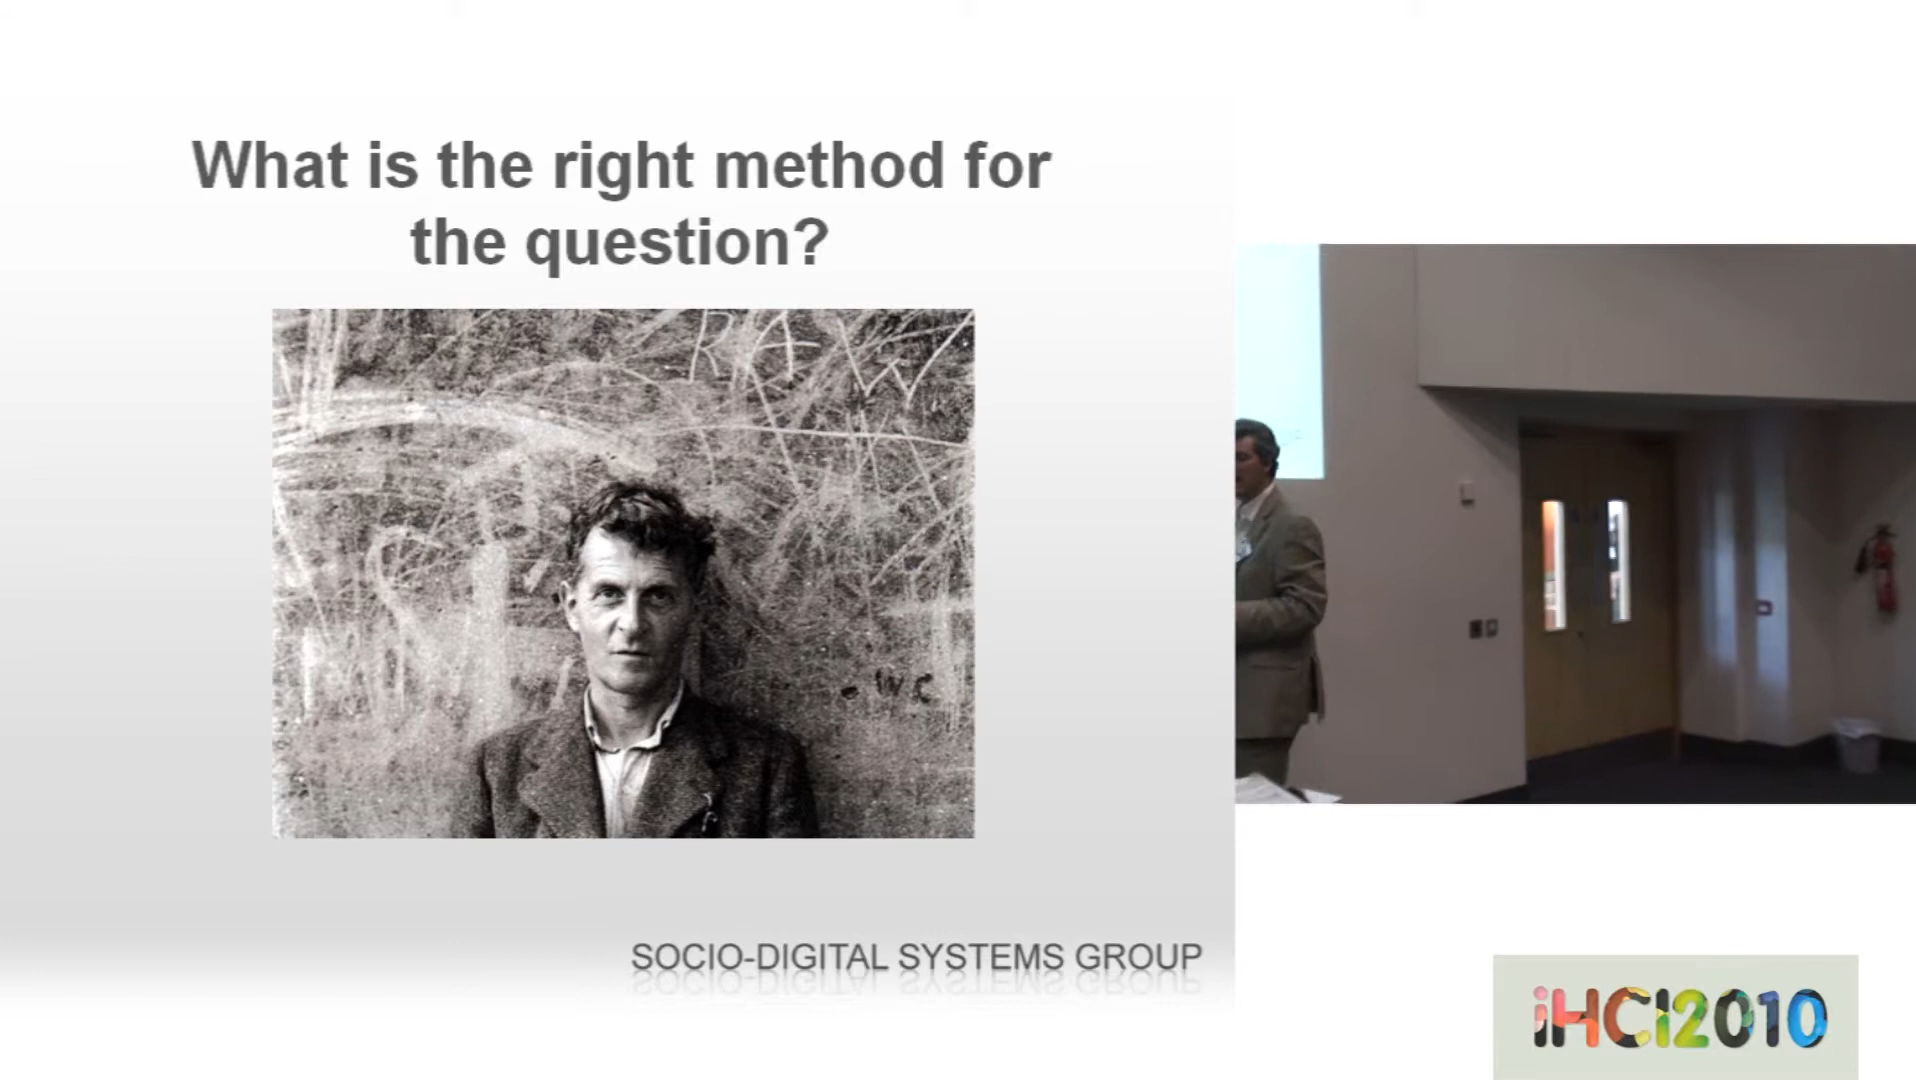 What is the right method for
the question?
SOCIO-DIGITAL SYSTEMS GROUP
iHCI2010